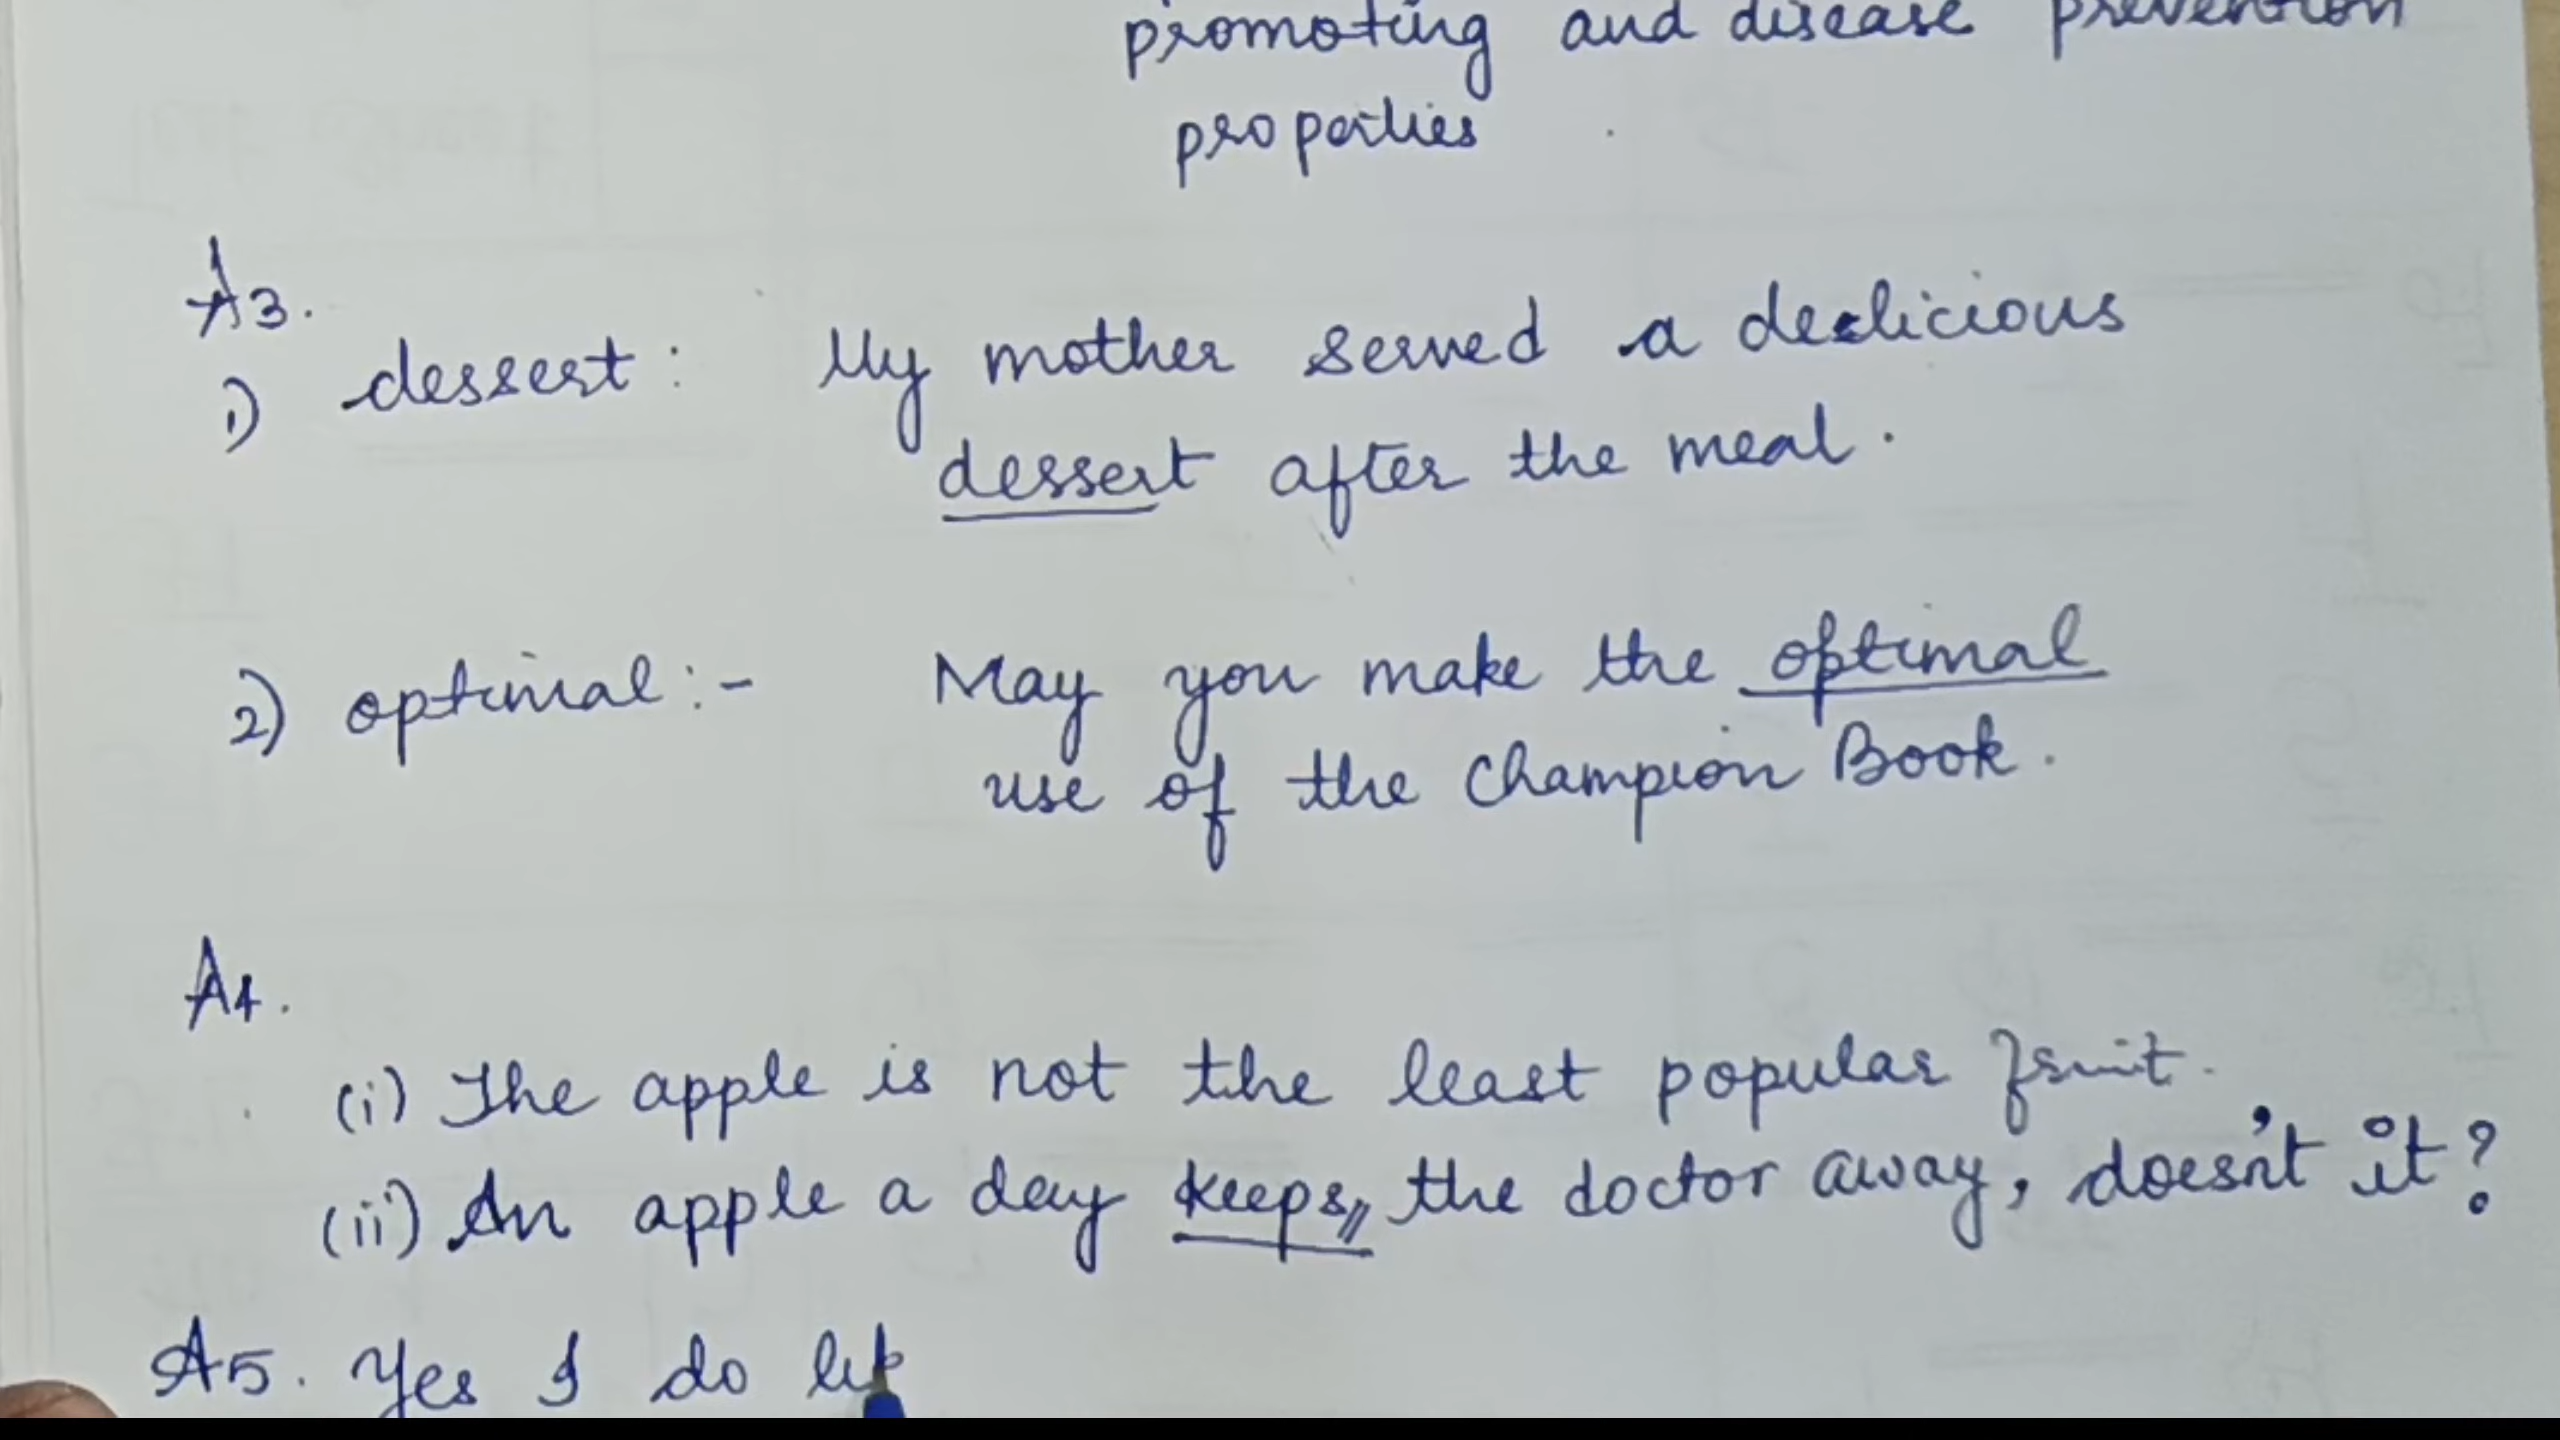 promoting and disease prevention
properties
A3.
1) dessert : My mother served a delicious
dessert after the meal.
2) optimal :- May you make the optimal
use of the Champion Book.
A4.
(i) The apple is not the least popular fruit.
(ii) An apple a day keeps, the doctor away, doesn't it?
A5. Yes I do lik